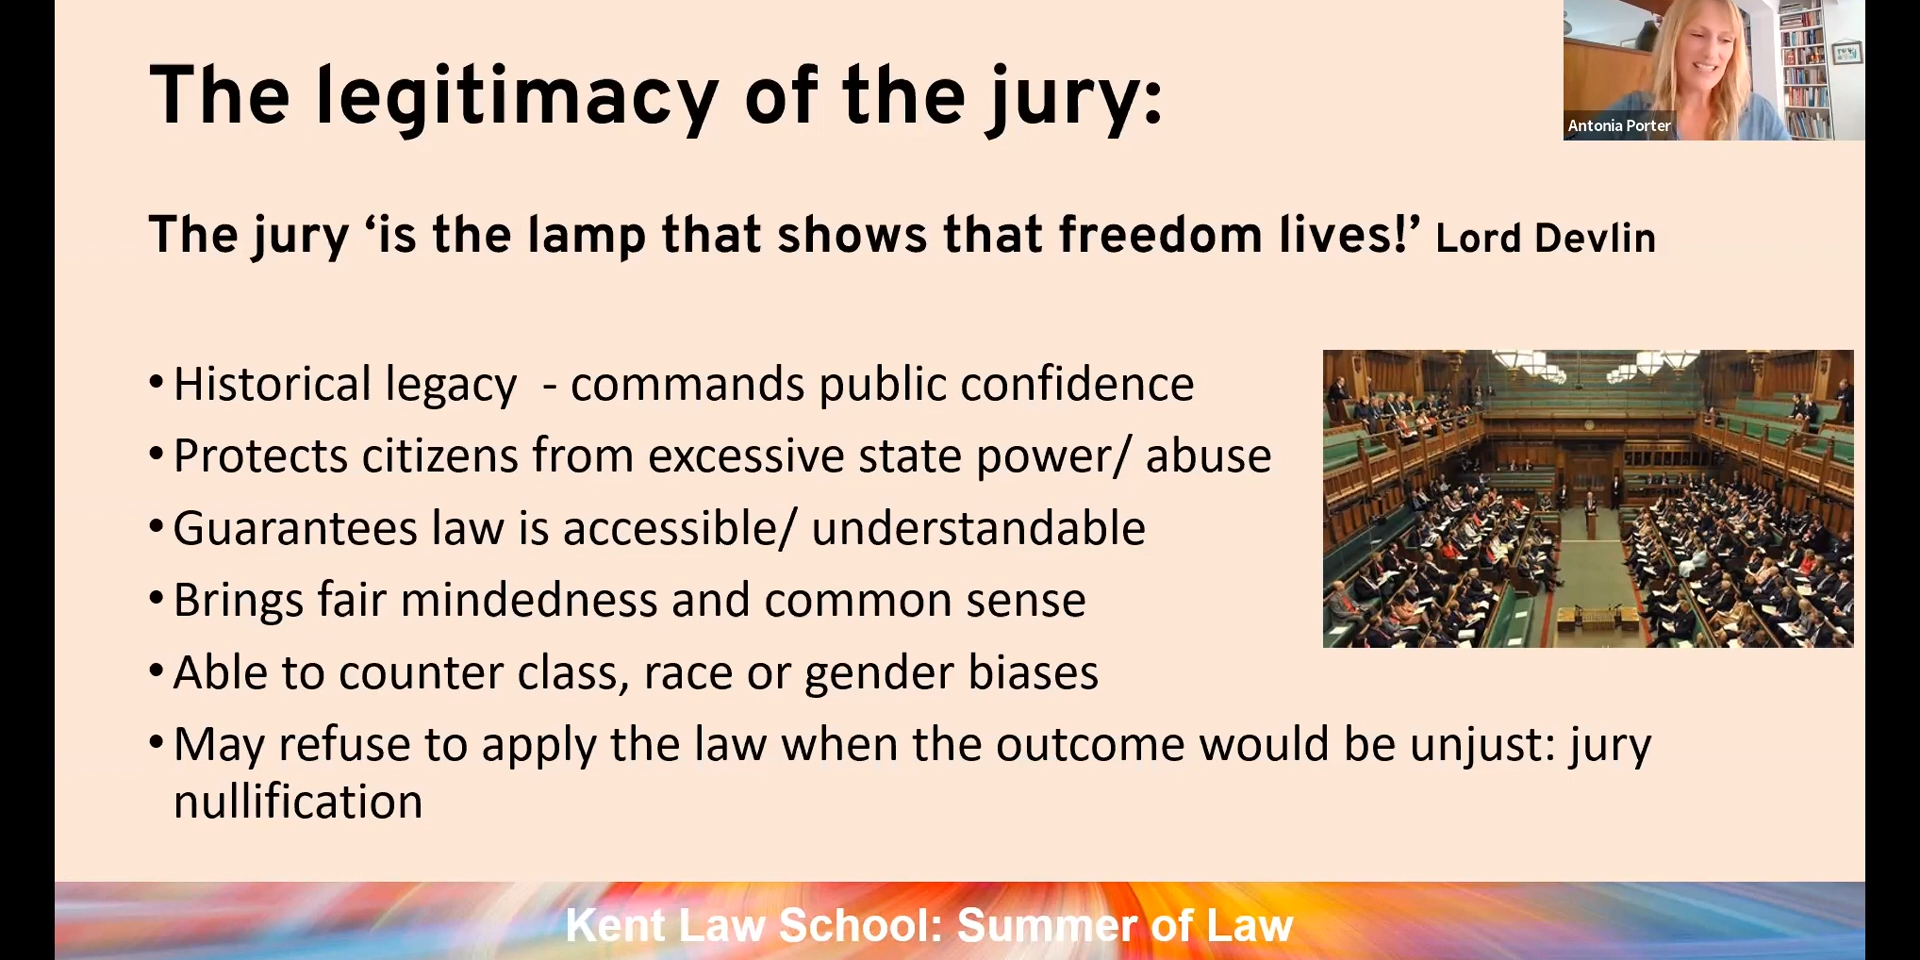 The legitimacy of the jury:
Antonia Porter
The jury ‘is the lamp that shows that freedom lives!’ Lord Devlin
•Historical legacy  - commands public confidence
•Protects citizens from excessive state power/ abuse
•Guarantees law is accessible/ understandable
•Brings fair mindedness and common sense
•Able to counter class, race or gender biases
•May refuse to apply the law when the outcome would be unjust: jury
nullification
Kent Law School: Summer of Law